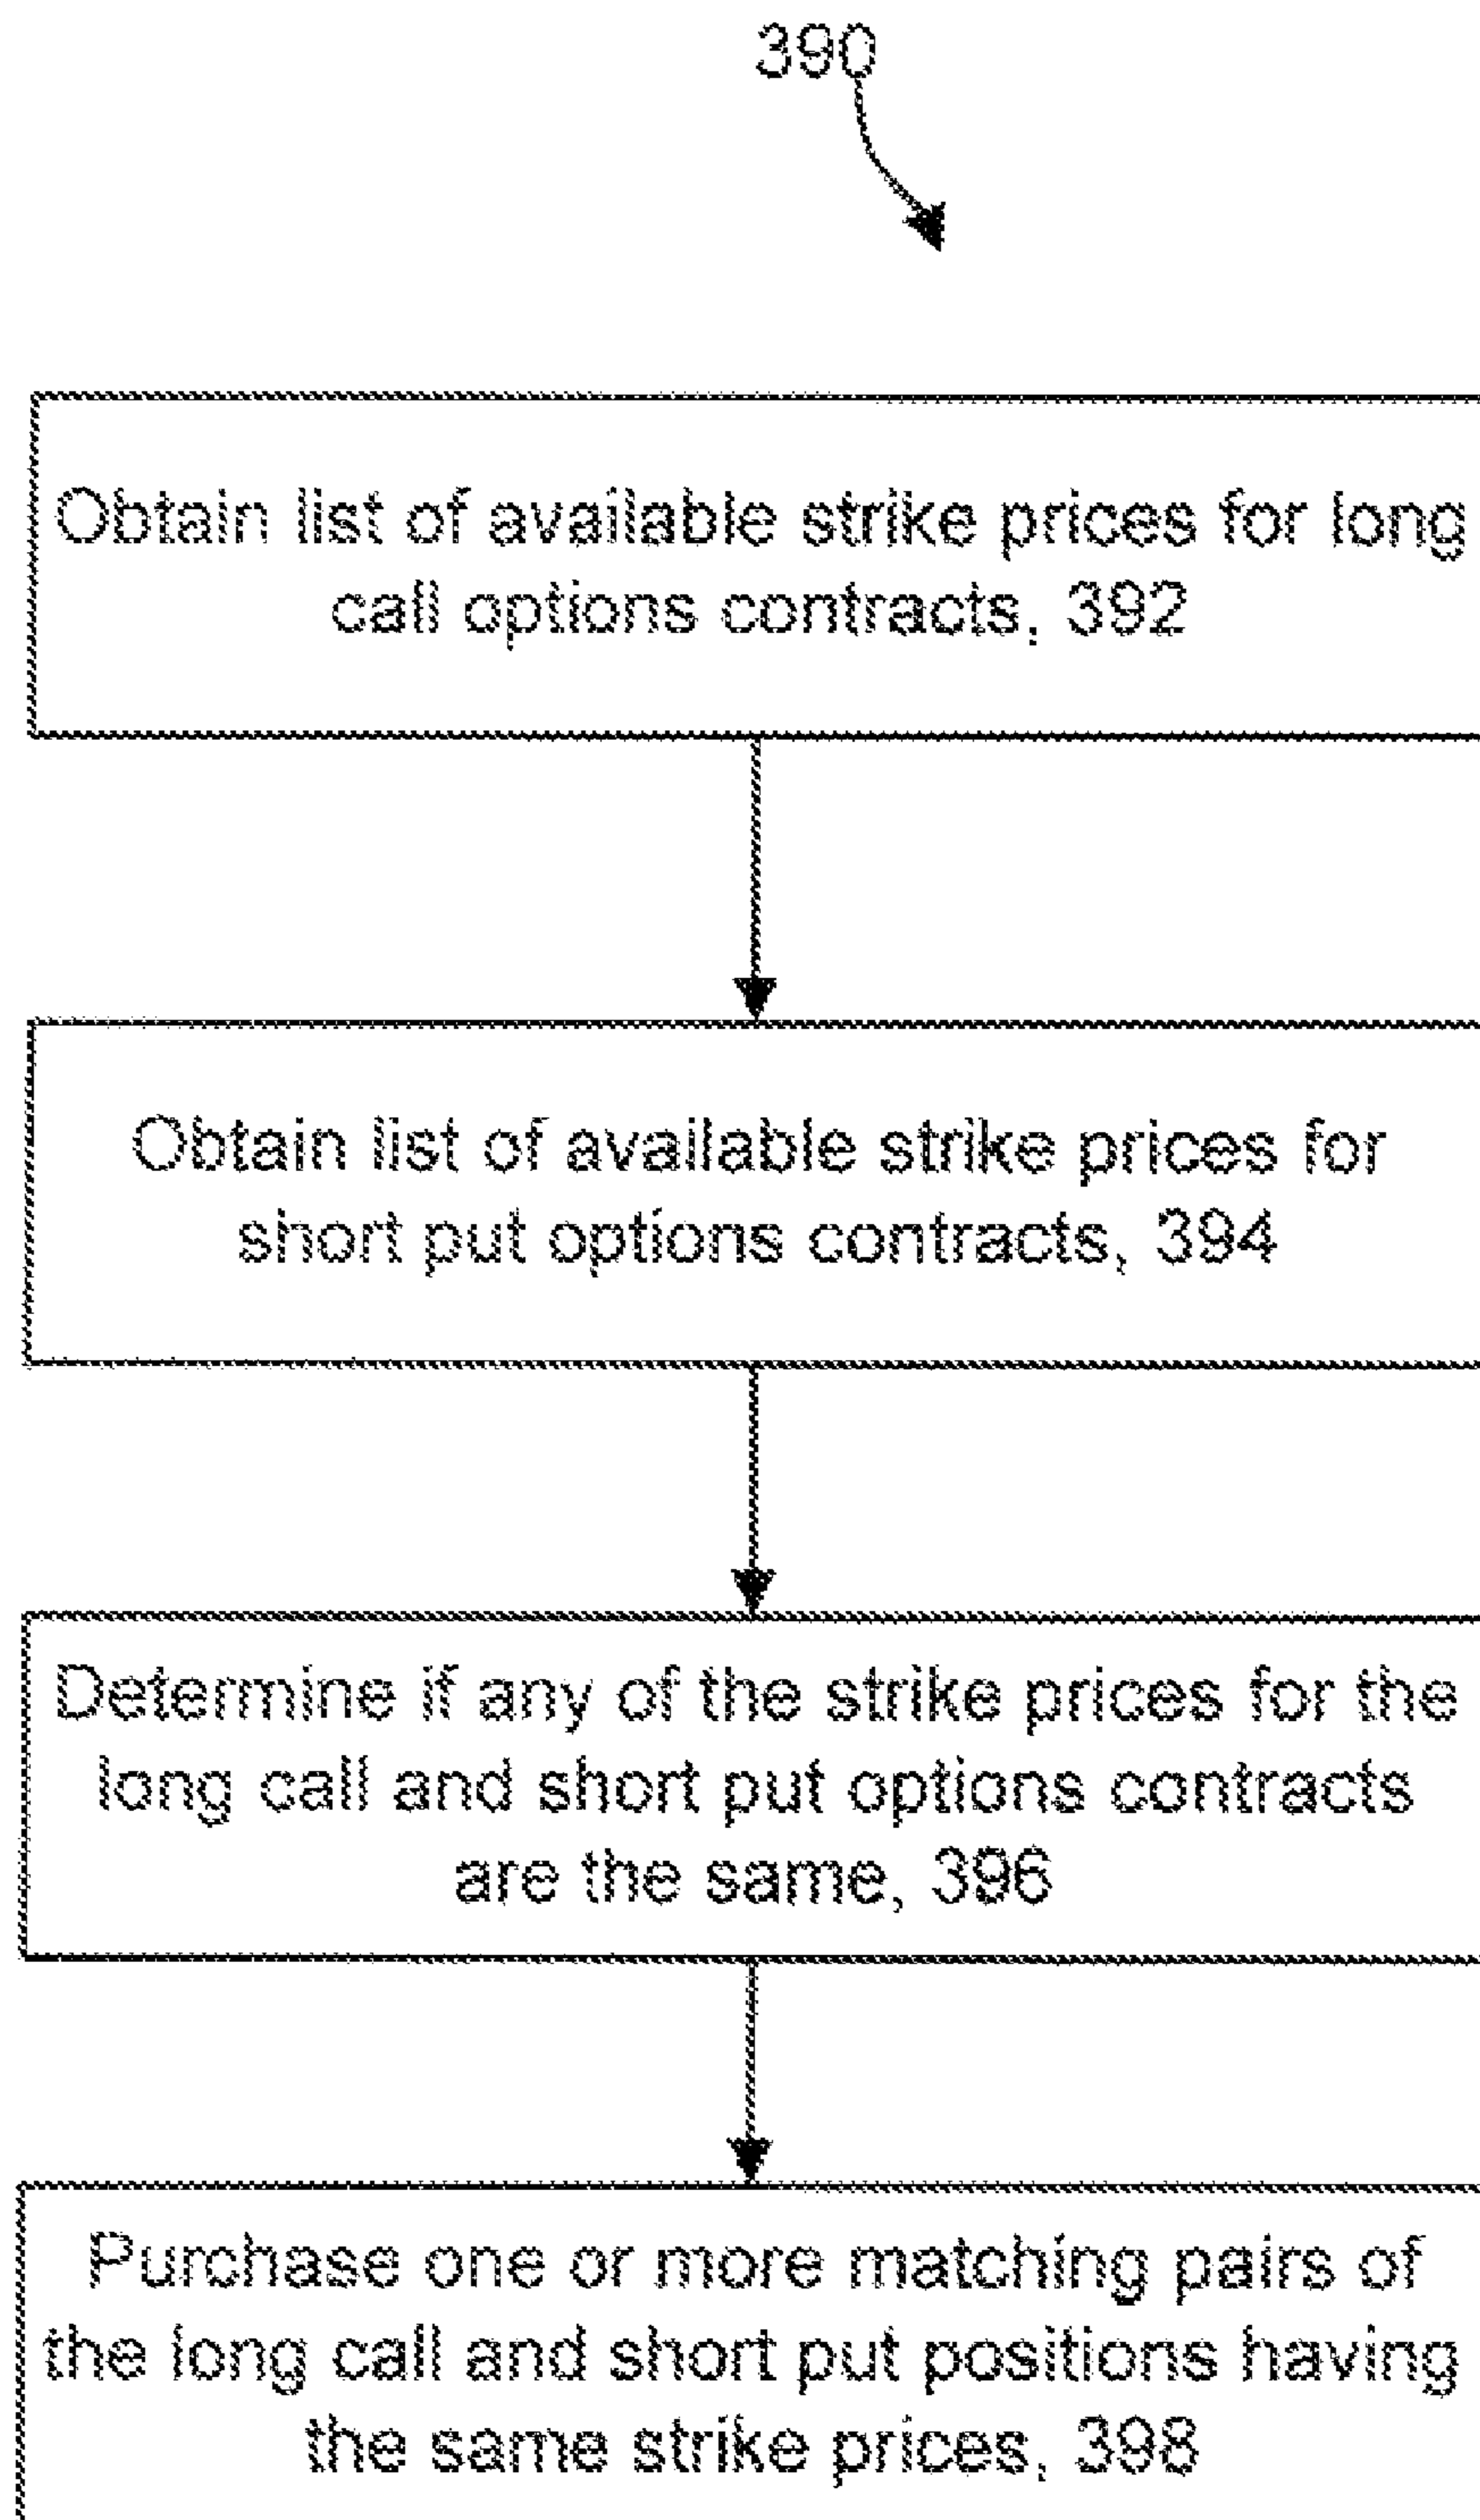 390
Obtain list of available strike prices for long
call options contracts, 392
Obtain list of available strike prices for
short put options contracts, 394
Determine if any of the strike prices for the
long call and short put options contracts
are the same, 396
Purchase one or more matching pairs of
the long call and short put positions having
the same strike prices, 398